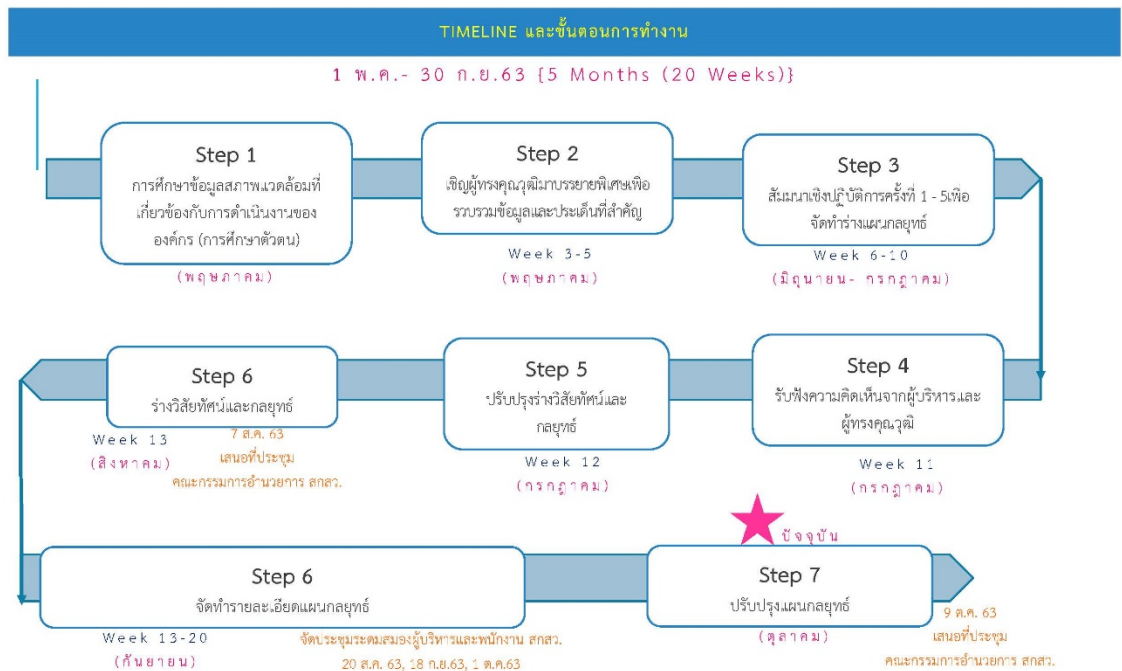 TIMELINE และขั้นตอนการทำงาน
1 พ.ค.- 30 ก.ย.63 {5 Months (20 Weeks)}
Step 1
การศึกษาข้อมูลสภาพแวดล้อมที่
เกี่ยวข้องกับการดำเนินงานของ
องค์กร (การศึกษาตัวตน)
(พฤษภาคม)
Step 2
เชิญผู้ทรงคุณวุฒิมาบรรยายพิเศษเพื่อ
รวบรวมข้อมูลและประเด็นที่สำคัญ
Week 3-5
(พฤษภาคม)
Step 3
สัมมนาเชิงปฏิบัติการครั้งที่ 1 - 5เพื่อ
จัดทำร่างแผนกลยุทธ์
Week 6-10
(มิถุนายน- กรกฎาคม)
Step 4
รับฟังความคิดเห็นจากผู้บริหารและ
ผู้ทรงคุณวุฒิ
Week 11
(กรกฎาคม)
Step 5
ปรับปรุงร่างวิสัยทัศน์และ
กลยุทธ์
Week 12
(กรกฎาคม)
Step 6
ร่างวิสัยทัศน์และกลยุทธ์
Week 13
(สิงหาคม)
7 ส.ค. 63
เสนอที่ประชุม
คณะกรรมการอำนวยการ สกสว.
Step 6
จัดทำรายละเอียดแผนกลยุทธ์
Week 13-20
(กันยายน)
จัดประชุมระดมสมองผู้บริหารและพนักงาน สกสว.
20 ส.ค. 63, 18 ก.ย.63, 1 ต.ค.63
ปัจจุบัน
Step 7
ปรับปรุงแผนกลยุทธ์
(ตุลาคม)
9 ต.ค. 63
เสนอที่ประชุม
คณะกรรมการอำนวยการ สกสว.